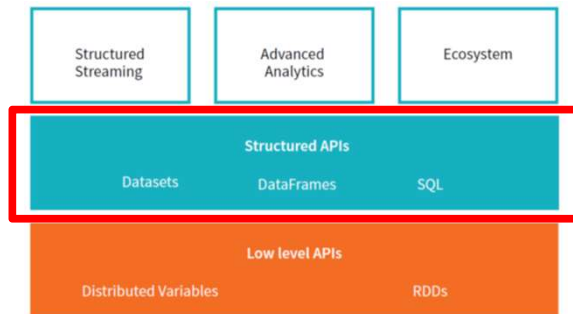 Structured
Streaming
Advanced
Analytics
Ecosystem
Structured APIs
Datasets DataFrames SQL
Low level APIs
Distributed Variables RDDs